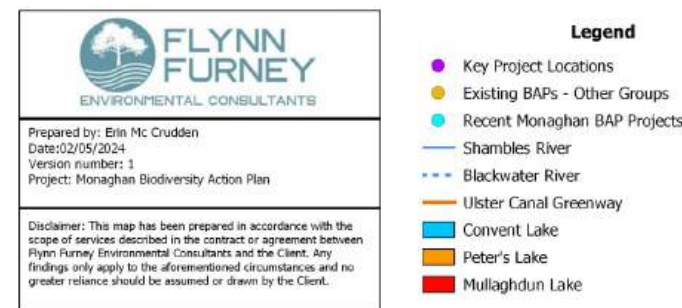 FLYNN
FURNEY
ENVIRONMENTAL CONSULTANTS
Prepared by: Erin Mc Crudden
Date:02/05/2024
Version number: 1
Project: Monaghan Biodiversity Action Plan
Disclaimer: This map has been prepared in accordance with the
scope of services described in the contract or agreement between
Flynn Furney Environmental Consultants and the Client. Any
findings only apply to the aforementioned circumstances and no
greater reliance should be assumed or drawn by the Client.
Legend
Key Project Locations
Existing BAPs - Other Groups
Recent Monaghan BAP Projects
Shambles River
Blackwater River
Ulster Canal Greenway
Convent Lake
Peter's Lake
Mullaghdun Lake